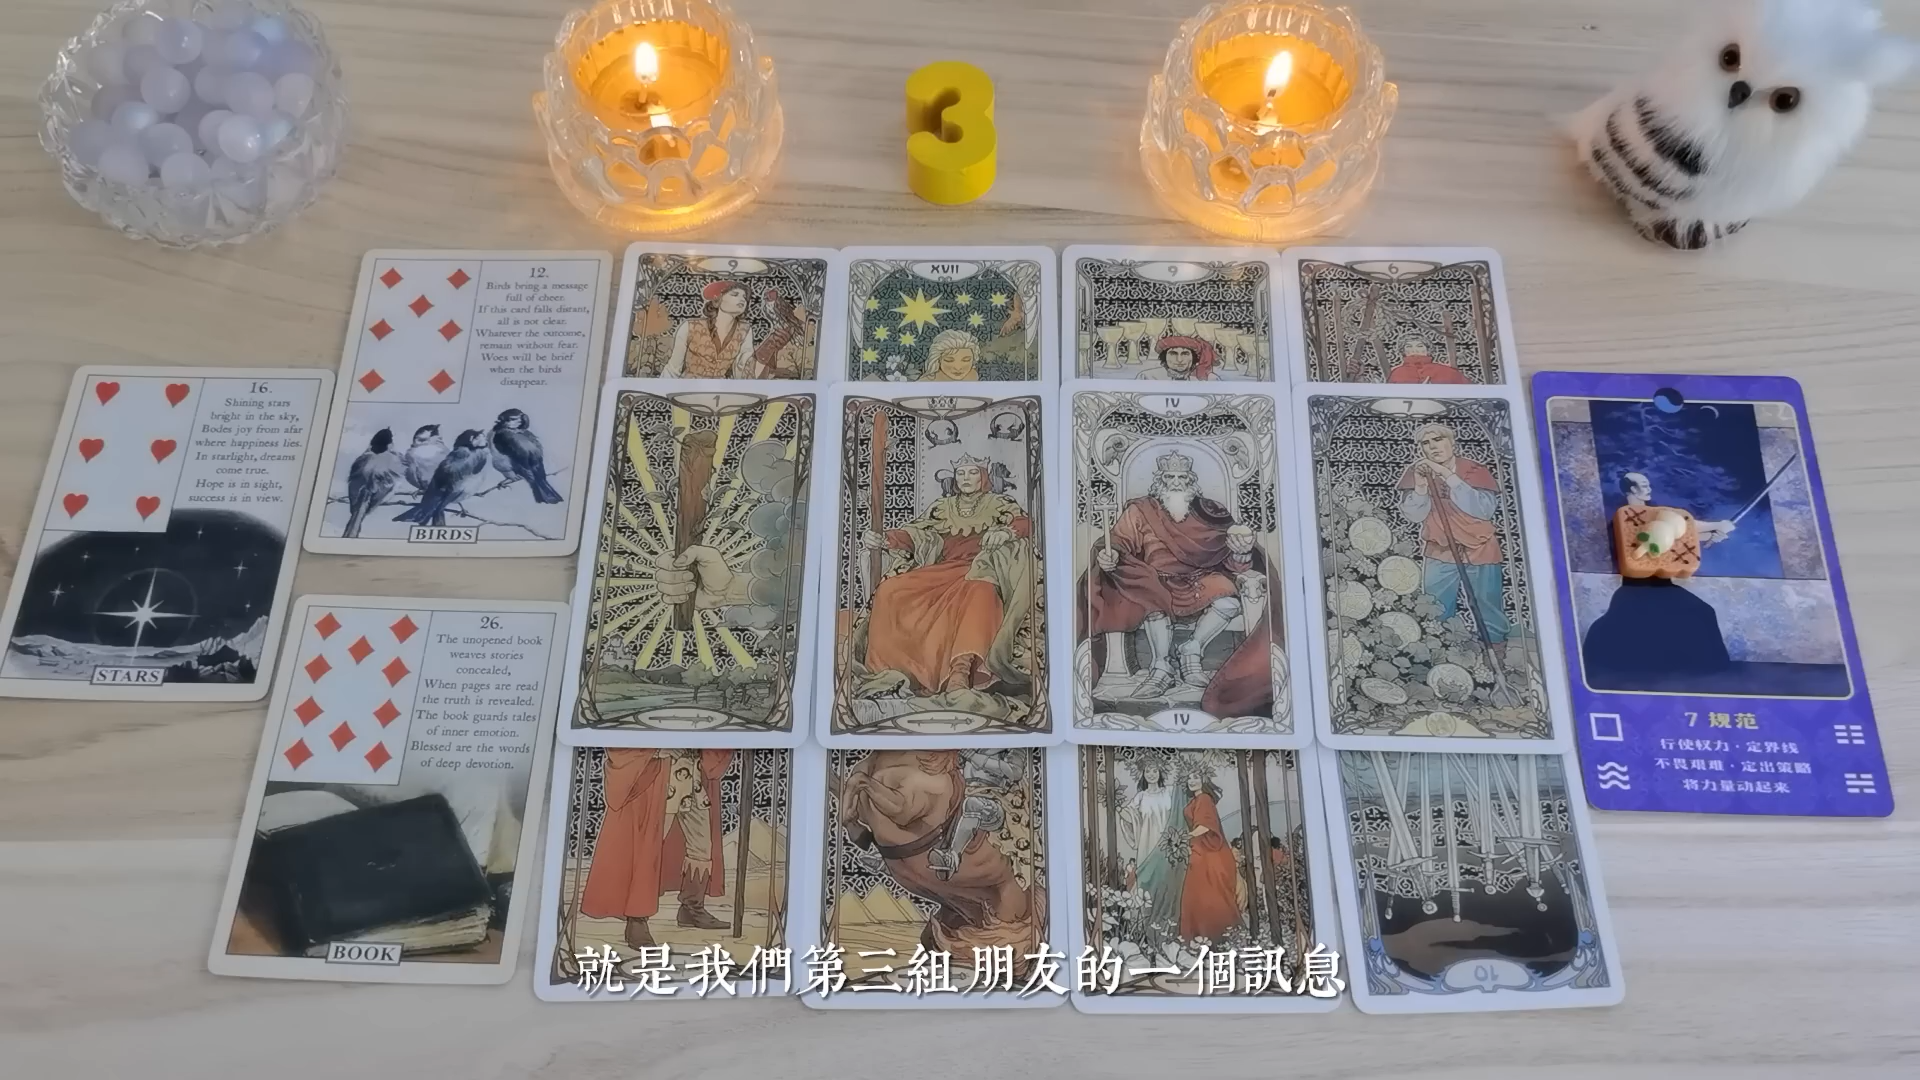 3
12.
Birds bring a message
full of cheer.
If this card falls distant,
all is not clear.
Whatever the outcome,
remain without fear.
Woes will be brief
when the birds
disappear.
BIRDS
16.
Shining stars
bright in the sky,
Bodes joy from afar
where happiness lies.
In starlight, dreams
come true.
Hope is in sight,
success is in view.
STARS
26.
The unopened book
weaves stories
concealed,
When pages are read
the truth is revealed.
The book guards tales
of inner emotion.
Blessed are the words
of deep devotion.
BOOK
9
XVII
9
6
1
IV
IV
7
10
7 规范
行使权力·定界线
不畏艰难·定出策略
将力量动起来
就是我們第三組朋友的一個訊息